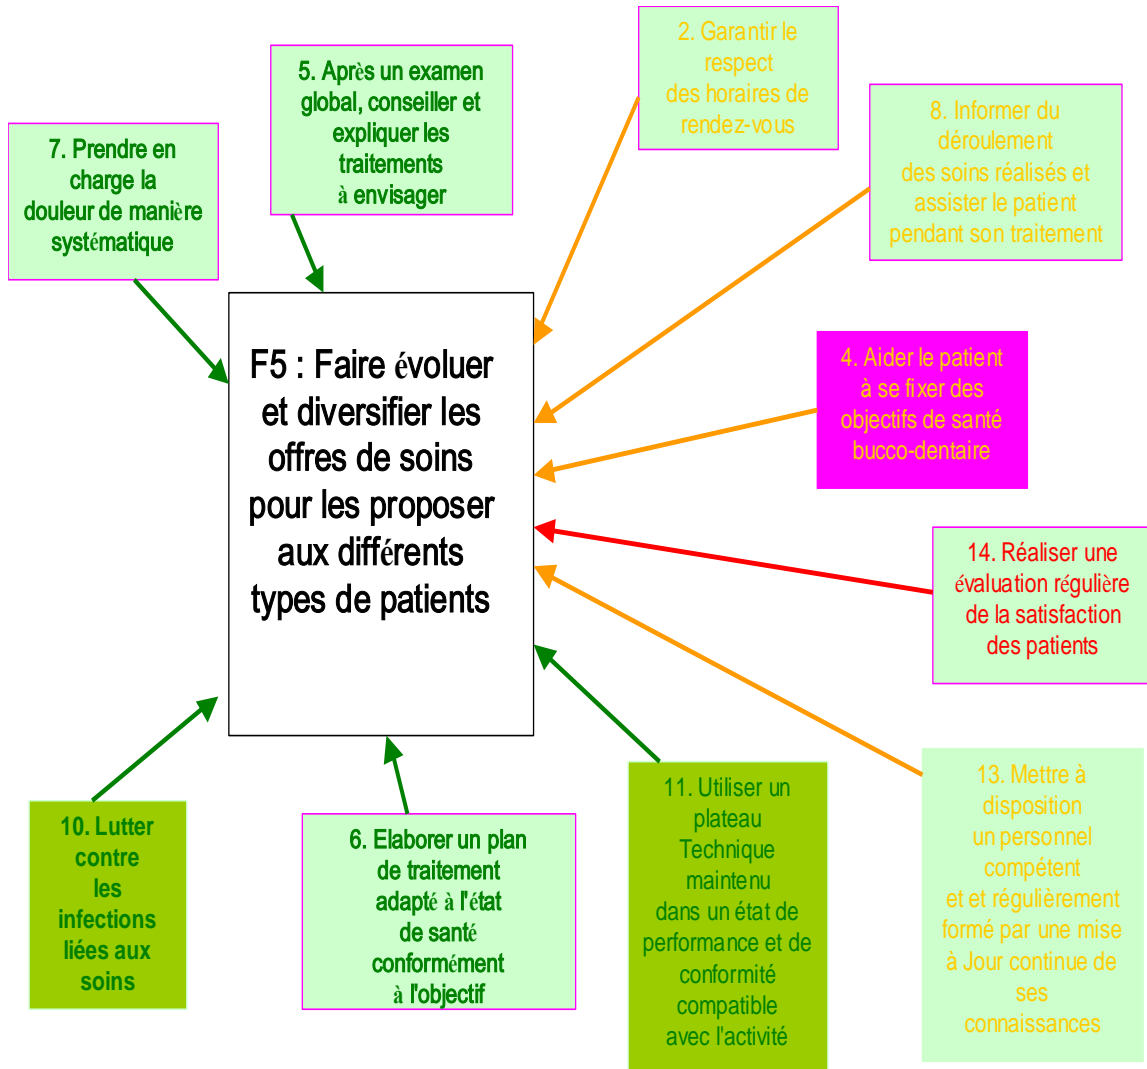 2. Garantir le
respect
des horaires de
rendez-vous
5. Après un examen
global, conseiller et
expliquer les
traitements
à envisager
8. Informer du
déroulement
des soins réalisés et
assister le patient
pendant son traitement
7. Prendre en
charge la
douleur de manière
systématique
F5 : Faire évoluer
et diversifier les
offres de soins
pour les proposer
aux différents
types de patients
4. Aider le patient
à se fixer des
objectifs de santé
bucco-dentaire
14. Réaliser une
évaluation régulière
de la satisfaction
des patients
10. Lutter
contre
les
infections
liées aux
soins
6. Elaborer un plan
de traitement
adapté à l'état
de santé
conformément
à l'objectif
11. Utiliser un
plateau
Technique
maintenu
dans un état de
performance et de
conformité
compatible
avec l'activité
13. Mettre à
disposition
un personnel
compétent
et et régulièrement
formé par une mise
à Jour continue de
ses
connaissances